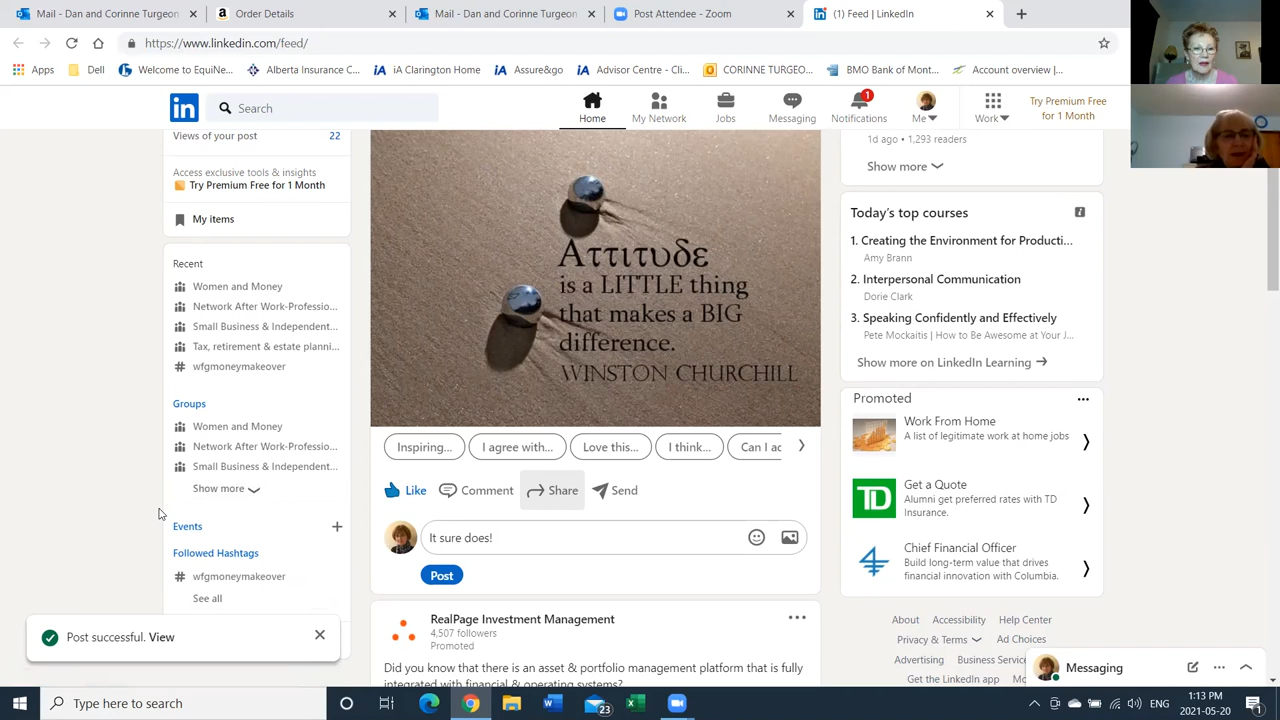 Mail - Dan and Corinne Turgeon
Order Details
Mail - Dan and Corinne Turgeon
Post Attendee - Zoom
(1) Feed | LinkedIn
https://www.linkedin.com/feed/
Apps
Dell
Welcome to EquiNe...
Alberta Insurance C...
iA Clarington Home
Assure&go
Advisor Centre - Cli...
CORINNE TURGEO...
BMO Bank of Mont...
Account overview |...
in
Search
Home
My Network
Jobs
Messaging
1
Notifications
Me
Work
Try Premium Free
for 1 Month
Views of your post
22
Access exclusive tools & insights
Try Premium Free for 1 Month
My items
Recent
Women and Money
Network After Work-Professio...
Small Business & Independent...
Tax, retirement & estate planni...
# wfgmoneymakeover
Groups
Women and Money
Network After Work-Professio...
Small Business & Independent...
Show more
Events
Followed Hashtags
# wfgmoneymakeover
See all
Post successful. View
Attitude
is a LITTLE thing
that makes a BIG
difference.
WINSTON CHURCHILL
Inspiring...
I agree with...
Love this...
I think...
Can I ac
Like
Comment
Share
Send
It sure does!
Post
RealPage Investment Management
4,507 followers
Promoted
Did you know that there is an asset & portfolio management platform that is fully
integrated with financial & operating systems?
1d ago • 1,293 readers
Show more
Today's top courses
1. Creating the Environment for Producti...
Amy Brann
2. Interpersonal Communication
Dorie Clark
3. Speaking Confidently and Effectively
Pete Mockaitis | How to Be Awesome at Your J...
Show more on LinkedIn Learning
Promoted
Work From Home
A list of legitimate work at home jobs
TD
Get a Quote
Alumni get preferred rates with TD
Insurance.
Chief Financial Officer
Build long-term value that drives
financial innovation with Columbia.
About
Accessibility
Help Center
Privacy & Terms
Ad Choices
Advertising
Business Service
Get the LinkedIn app
Mo
Messaging
Type here to search
23
ENG
1:13 PM
2021-05-20
1